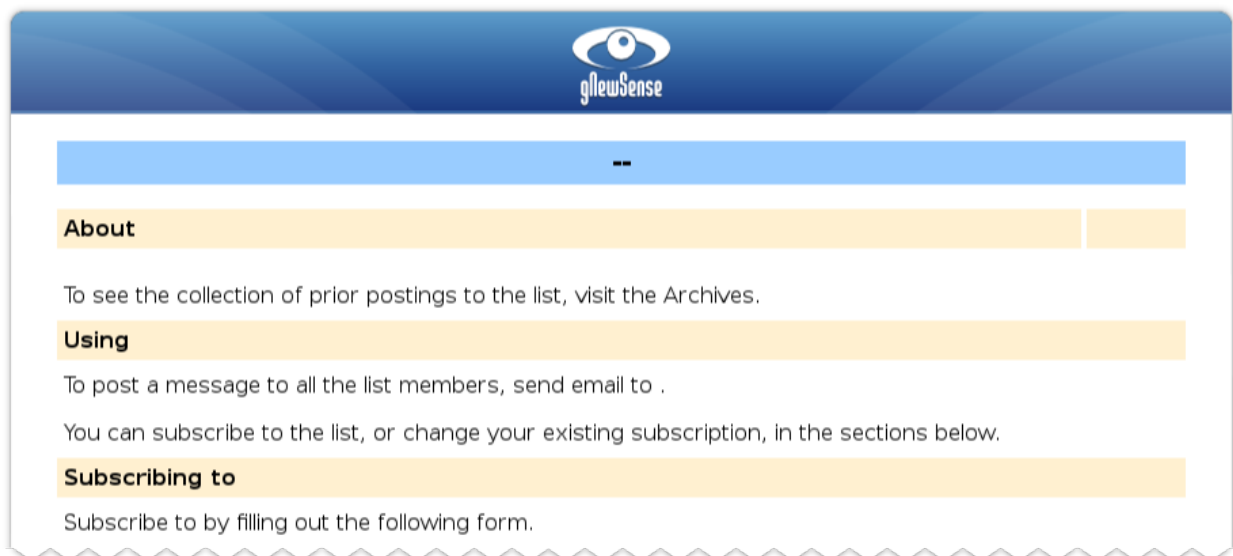 gNewSense
--
About
To see the collection of prior postings to the list, visit the Archives.
Using
To post a message to all the list members, send email to .
You can subscribe to the list, or change your existing subscription, in the sections below.
Subscribing to
Subscribe to by filling out the following form.